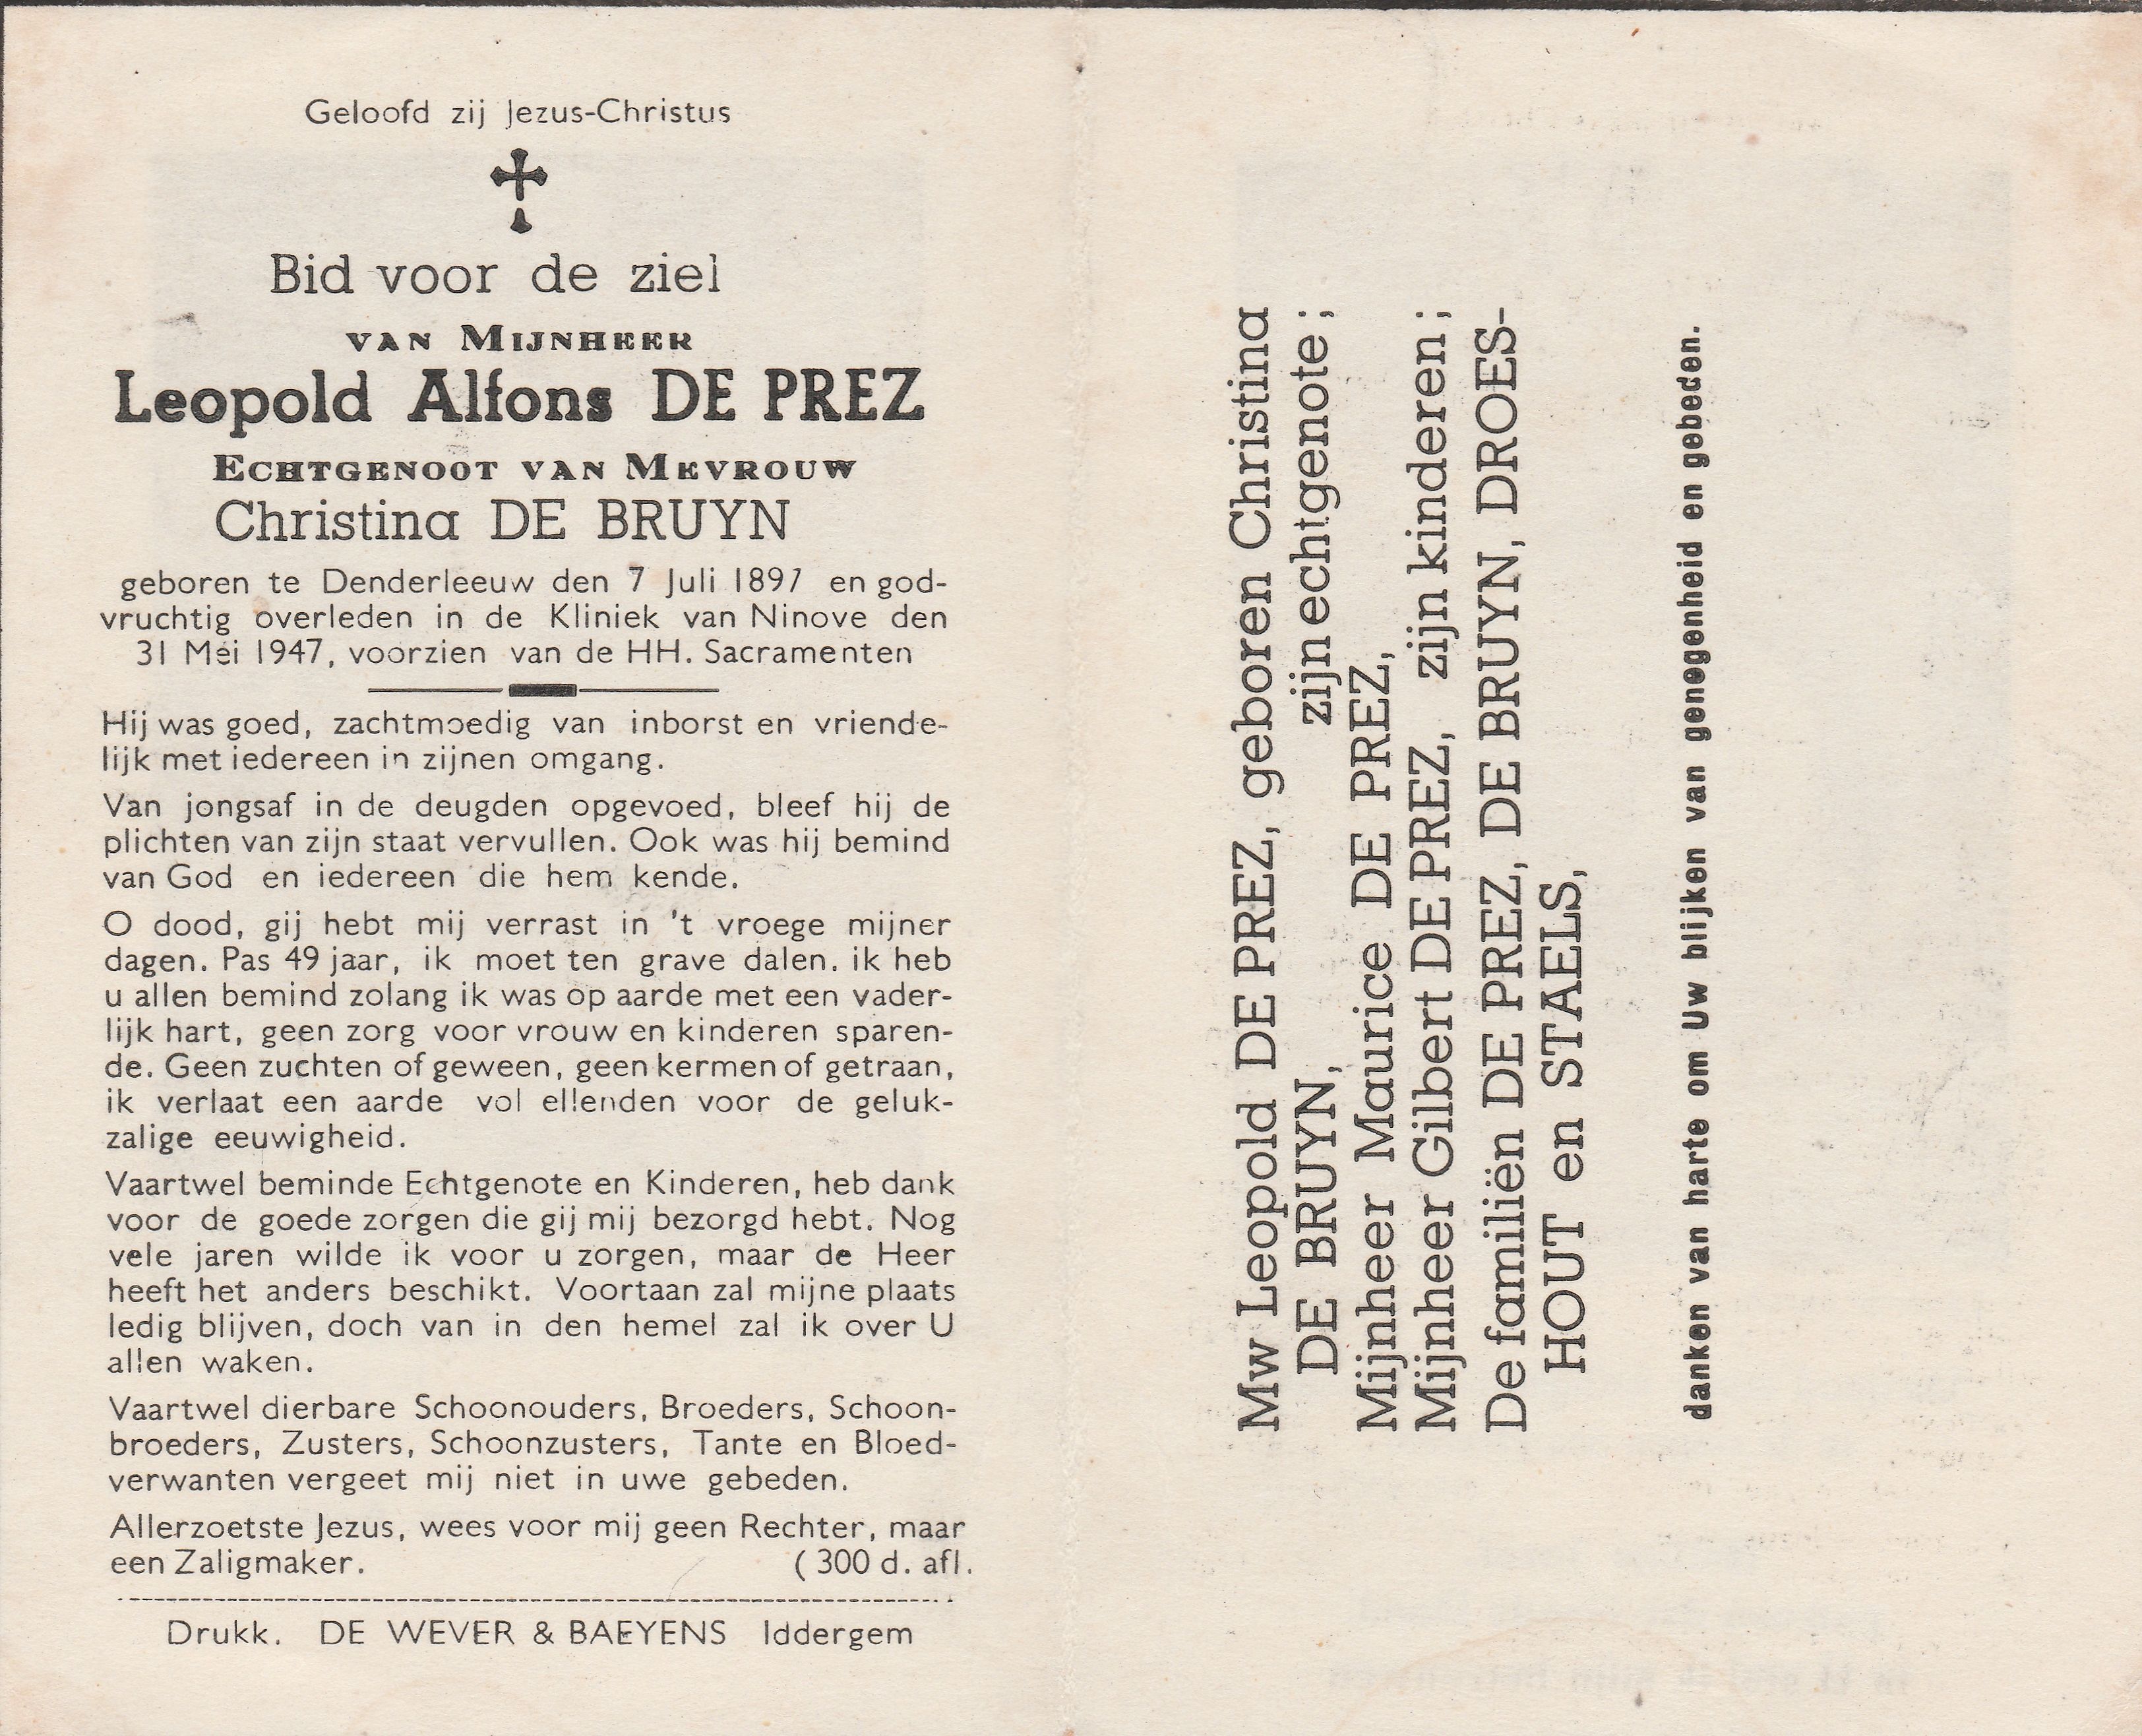 Geloofd zij Jezus-Christus
Bid voor de ziel
VAN MIJNHEER
Leopold Alfons DE PREZ
ECHTGENOOT VAN MEVROUW
Christina DE BRUYN
geboren te Denderleeuw den 7 Juli 1897 en god-
vruchtig overleden in de Kliniek van Ninove den
31 Mei 1947, voorzien van de HH. Sacramenten
Hij was goed, zachtmoedig van inborst en vriende-
lijk met iedereen in zijnen omgang.
Van jongsaf in de deugden opgevoed, bleef hij de
plichten van zijn staat vervullen. Ook was hij bemind
van God en iedereen die hem kende.
O dood, gij hebt mij verrast in 't vroege mijner
dagen. Pas 49 jaar, ik moet ten grave dalen. ik heb
u allen bemind zolang ik was op aarde met een vader-
lijk hart, geen zorg voor vrouw en kinderen sparen-
de. Geen zuchten of geween, geen kermen of getraan,
ik verlaat een aarde vol ellenden voor de geluk-
zalige eeuwigheid.
Vaartwel beminde Echtgenote en Kinderen, heb dank
voor de goede zorgen die gij mij bezorgd hebt. Nog
vele jaren wilde ik voor u zorgen, maar de Heer
heeft het anders beschikt. Voortaan zal mijne plaats
ledig blijven, doch van in den hemel zal ik over U
allen waken.
Vaartwel dierbare Schoonouders, Broeders, Schoon-
broeders, Zusters, Schoonzusters, Tante en Bloed-
verwanten vergeet mij niet in uwe gebeden.
Allerzoetste Jezus, wees voor mij geen Rechter, maar
een Zaligmaker. (300 d. afl.
Drukk. DE WEVER & BAEYENS Iddergem
Mw Leopold DE PREZ, geboren Christina
DE BRUYN, zijn echtgenote ;
Mijnheer Maurice DE PREZ,
Mijnheer Gilbert DE PREZ, zijn kinderen ;
De familiën DE PREZ, DE BRUYN, DROES-
HOUT en STAELS,
danken van harte om Uw blijken van genegenheid en gebeden.